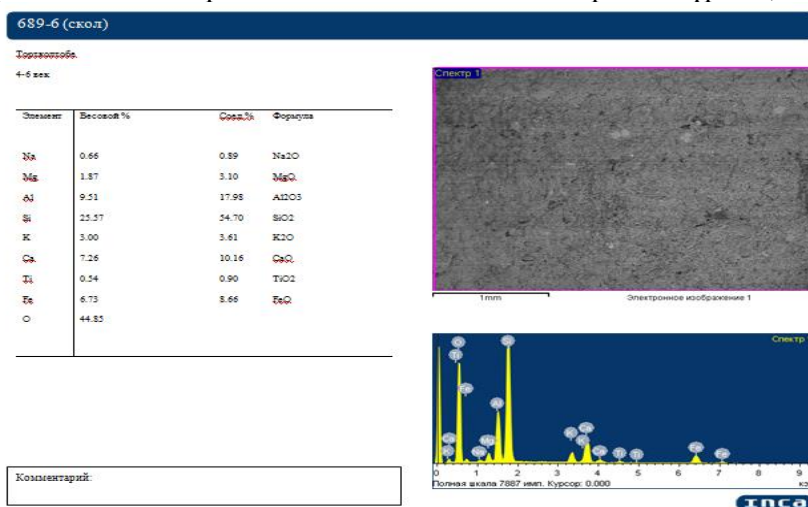 689-6 (скол)
4-6 век
Элемент Весовой % Соед.% Формула
Na 0.66 0.89 Na2O
Mg 1.87 3.10 MgO
Al 9.51 17.98 Al2O3
Si 25.57 54.70 SiO2
K 3.00 3.61 K2O
Ca 7.26 10.16 CaO
Ti 0.54 0.90 TiO2
Fe 6.73 8.66 FeO
O 44.85
Комментарий:
Спектр 1
1mm Электронное изображение 1
Спектр
O Si
Ti
Fe
Al
Ca Mg K Ca
K Na K Ca Ti Ti Fe Fe
0 1 2 3 4 5 6 7 8 9
Полная шкала 7887 имп. Курсор: 0.000 кэ
INCA